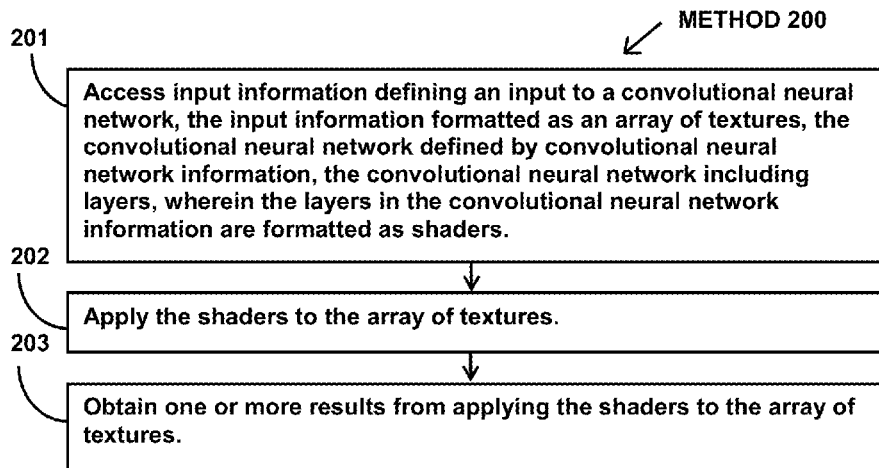 METHOD 200
201
Access input information defining an input to a convolutional neural
network, the input information formatted as an array of textures, the
convolutional neural network defined by convolutional neural
network information, the convolutional neural network including
layers, wherein the layers in the convolutional neural network
information are formatted as shaders.
202
Apply the shaders to the array of textures.
203
Obtain one or more results from applying the shaders to the array of
textures.